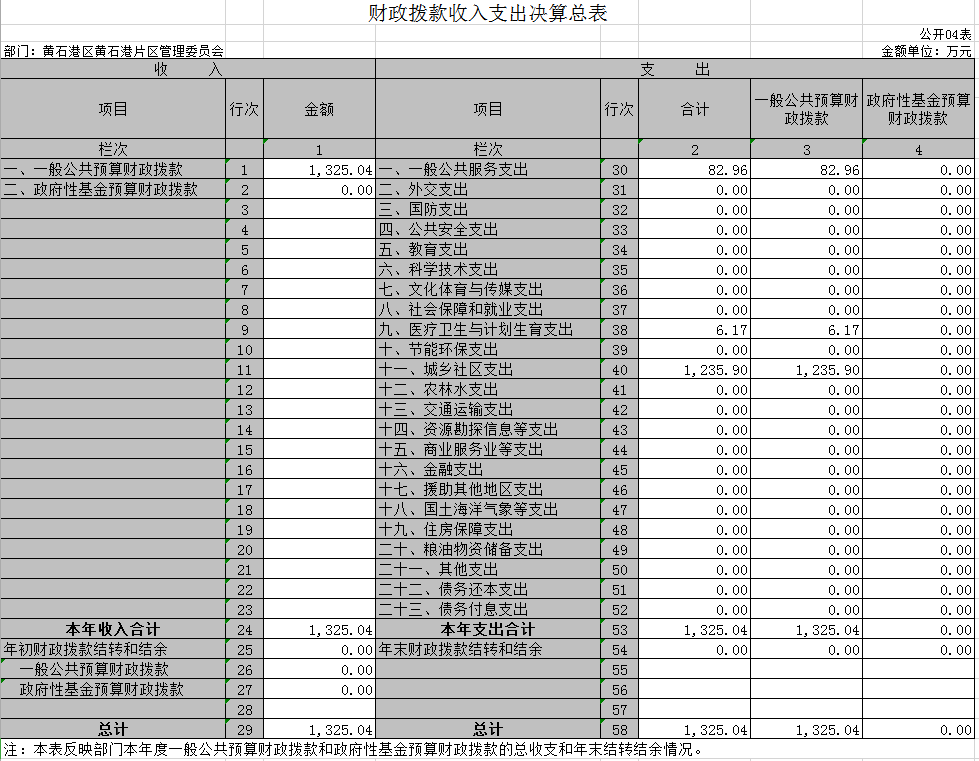 财政拨款收入支出决算总表
公开04表
部门：黄石港区黄石港片区管理委员会 金额单位：万元
收 入 支 出
项目 行次 金额 项目 行次 合计 一般公共预算财政拨款 政府性基金预算财政拨款
栏次 1 栏次 2 3 4
一、一般公共预算财政拨款 1 1,325.04 一、一般公共服务支出 30 82.96 82.96 0.00
二、政府性基金预算财政拨款 2 0.00 二、外交支出 31 0.00 0.00 0.00
3 三、国防支出 32 0.00 0.00 0.00
4 四、公共安全支出 33 0.00 0.00 0.00
5 五、教育支出 34 0.00 0.00 0.00
6 六、科学技术支出 35 0.00 0.00 0.00
7 七、文化体育与传媒支出 36 0.00 0.00 0.00
8 八、社会保障和就业支出 37 0.00 0.00 0.00
9 九、医疗卫生与计划生育支出 38 6.17 6.17 0.00
10 十、节能环保支出 39 0.00 0.00 0.00
11 十一、城乡社区支出 40 1,235.90 1,235.90 0.00
12 十二、农林水支出 41 0.00 0.00 0.00
13 十三、交通运输支出 42 0.00 0.00 0.00
14 十四、资源勘探信息等支出 43 0.00 0.00 0.00
15 十五、商业服务业等支出 44 0.00 0.00 0.00
16 十六、金融支出 45 0.00 0.00 0.00
17 十七、援助其他地区支出 46 0.00 0.00 0.00
18 十八、国土海洋气象等支出 47 0.00 0.00 0.00
19 十九、住房保障支出 48 0.00 0.00 0.00
20 二十、粮油物资储备支出 49 0.00 0.00 0.00
21 二十一、其他支出 50 0.00 0.00 0.00
22 二十二、债务还本支出 51 0.00 0.00 0.00
23 二十三、债务付息支出 52 0.00 0.00 0.00
本年收入合计 24 1,325.04 本年支出合计 53 1,325.04 1,325.04 0.00
年初财政拨款结转和结余 25 0.00 年末财政拨款结转和结余 54 0.00 0.00 0.00
一般公共预算财政拨款 26 0.00 55
政府性基金预算财政拨款 27 0.00 56
28 57
总计 29 1,325.04 总计 58 1,325.04 1,325.04 0.00
注：本表反映部门本年度一般公共预算财政拨款和政府性基金预算财政拨款的总收支和年末结转结余情况。